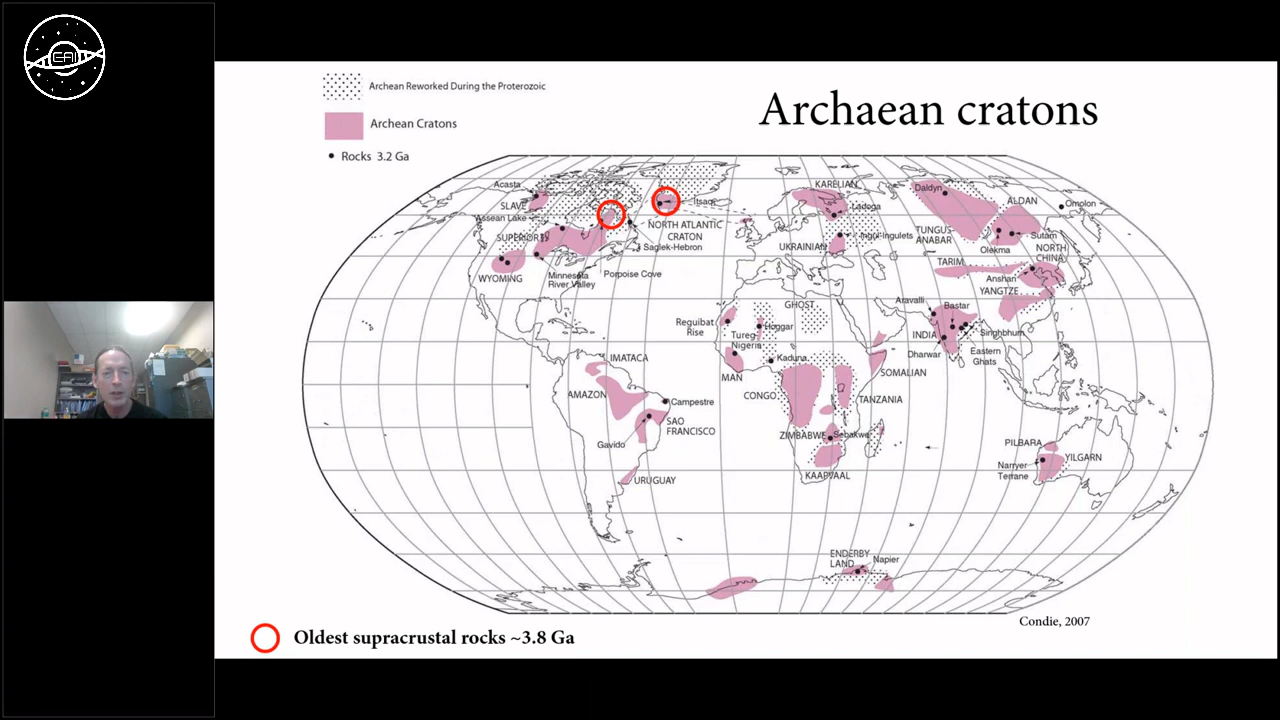 EAI
Archean Reworked During the Proterozoic
Archean Cratons
Rocks 3.2 Ga
Archaean cratons
Acasta
SLAVE
Assean Lake
SUPERIOR
WYOMING
Minnesota
River Valley
Porpoise Cove
Itsaq
NORTH ATLANTIC
CRATON
Saglek-Hebron
KARELIAN
Ladoga
UKRAINIAN
Ingul-Ingulets
Daldyn
ALDAN
Omolon
TUNGUS-
ANABAR
Olekma
Sutam
NORTH
CHINA
TARIM
Anshan
YANGTZE
Aravalli
Bastar
INDIA
Singhbhum
Dharwar
Eastern
Ghats
GHOST
Reguibat
Rise
Tureg
Nigeria
Hoggar
Kaduna
MAN
CONGO
SOMALIAN
TANZANIA
ZIMBABWE
Sebakwe
KAAPVAAL
IMATACA
AMAZON
Campestre
SAO
FRANCISCO
Gavido
URUGUAY
PILBARA
YILGARN
Narryer
Terrane
ENDERBY
LAND
Napier
Condie, 2007
Oldest supracrustal rocks ~3.8 Ga